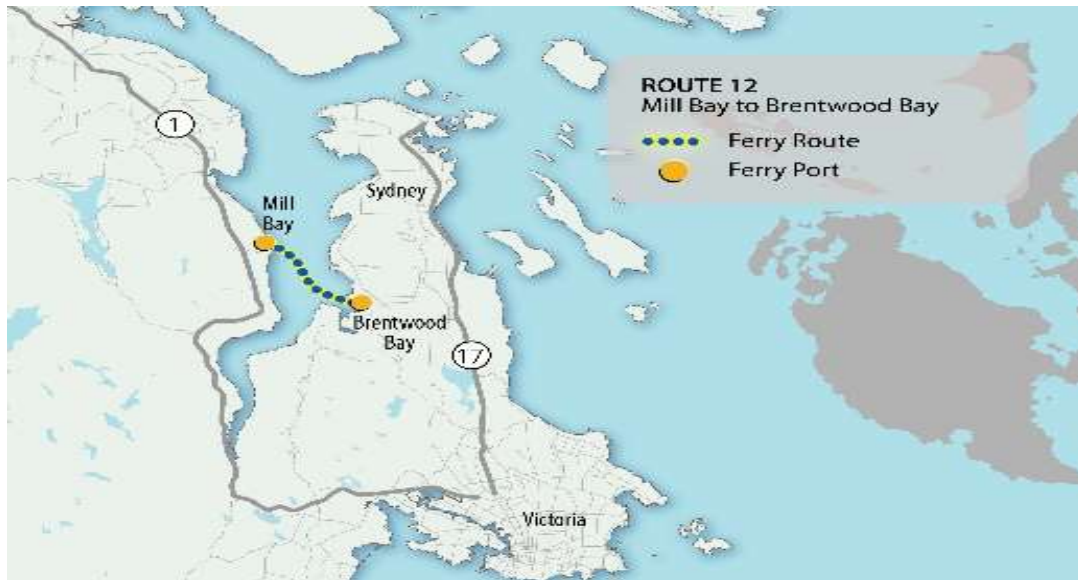 ROUTE 12
Mill Bay to Brentwood Bay
Ferry Route
Ferry Port
1
Sydney
Mill
Bay
Brentwood
Bay
17
Victoria